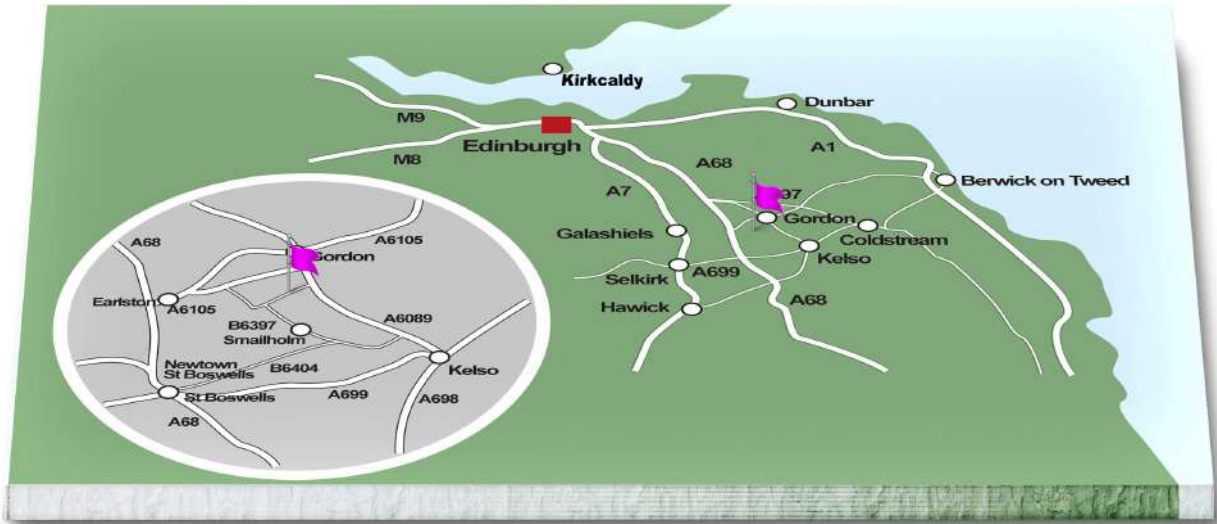 Kirkcaldy
Dunbar
M9
Edinburgh
A1
M8
A68
A7
Berwick on Tweed
97
Gordon
Galashiels
Coldstream
Kelso
Selkirk
A699
A68
Hawick
A68
A6105
Gordon
Earlston
A6105
B6397
Smailholm
A6089
Newtown
St Boswells
B6404
Kelso
St Boswells
A699
A698
A68